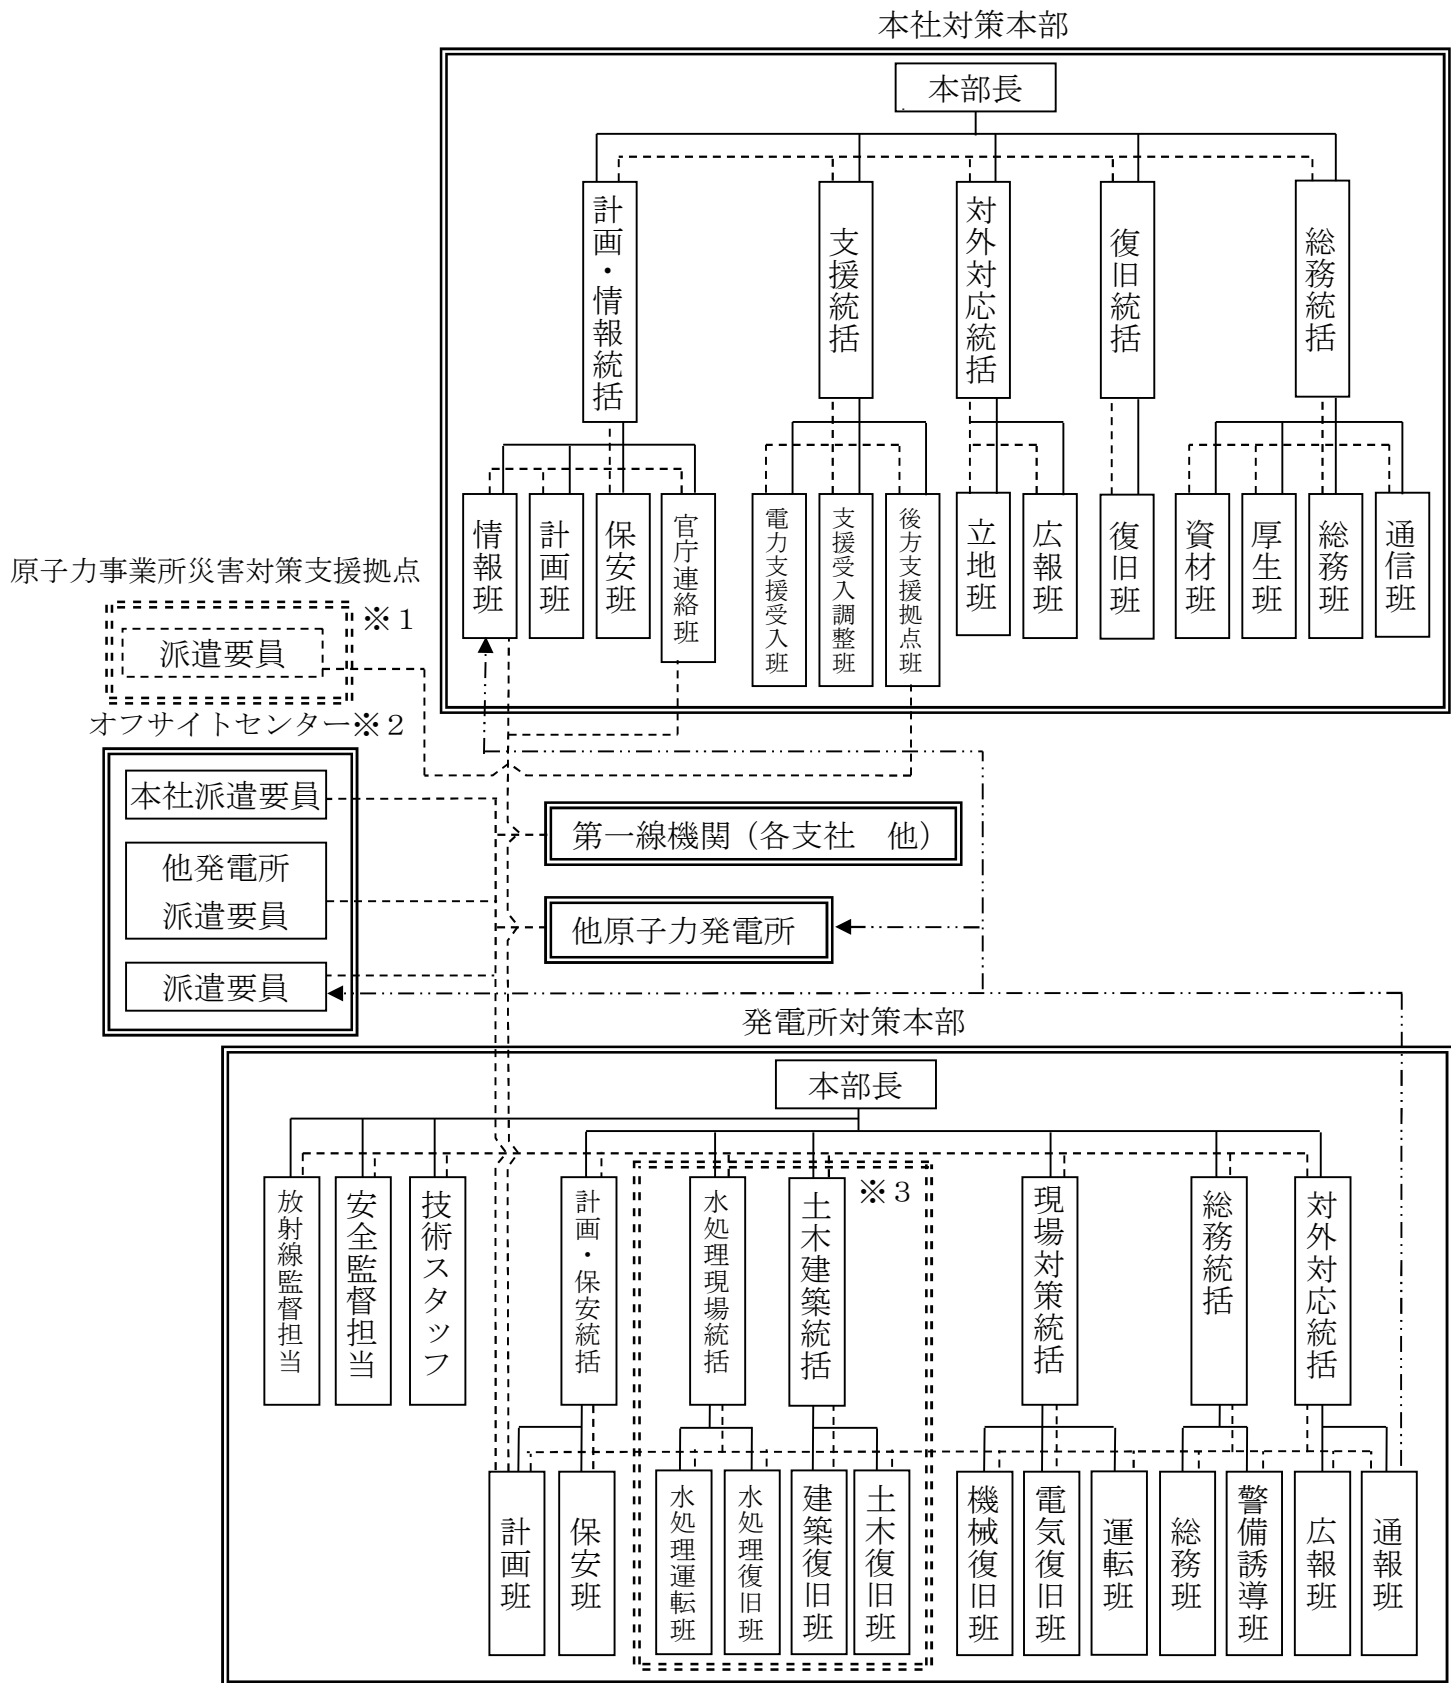 本社対策本部
本部長
計画・情報統括
支援統括
対外対応統括
復旧統括
総務統括
情報班
計画班
保安班
官庁連絡班
電力支援受入班
支援受入調整班
後方支援拠点班
立地班
広報班
復旧班
資材班
厚生班
総務班
通信班
原子力事業所災害対策支援拠点
※1
派遣要員
オフサイトセンター※2
本社派遣要員
他発電所
派遣要員
派遣要員
第一線機関（各支社　他）
他原子力発電所
発電所対策本部
本部長
放射線監督担当
安全監督担当
技術スタッフ
計画・保安統括
水処理現場統括
土木建築統括
※3
現場対策統括
総務統括
対外対応統括
計画班
保安班
水処理運転班
水処理復旧班
建築復旧班
土木復旧班
機械復旧班
電気復旧班
運転班
総務班
警備誘導班
広報班
通報班